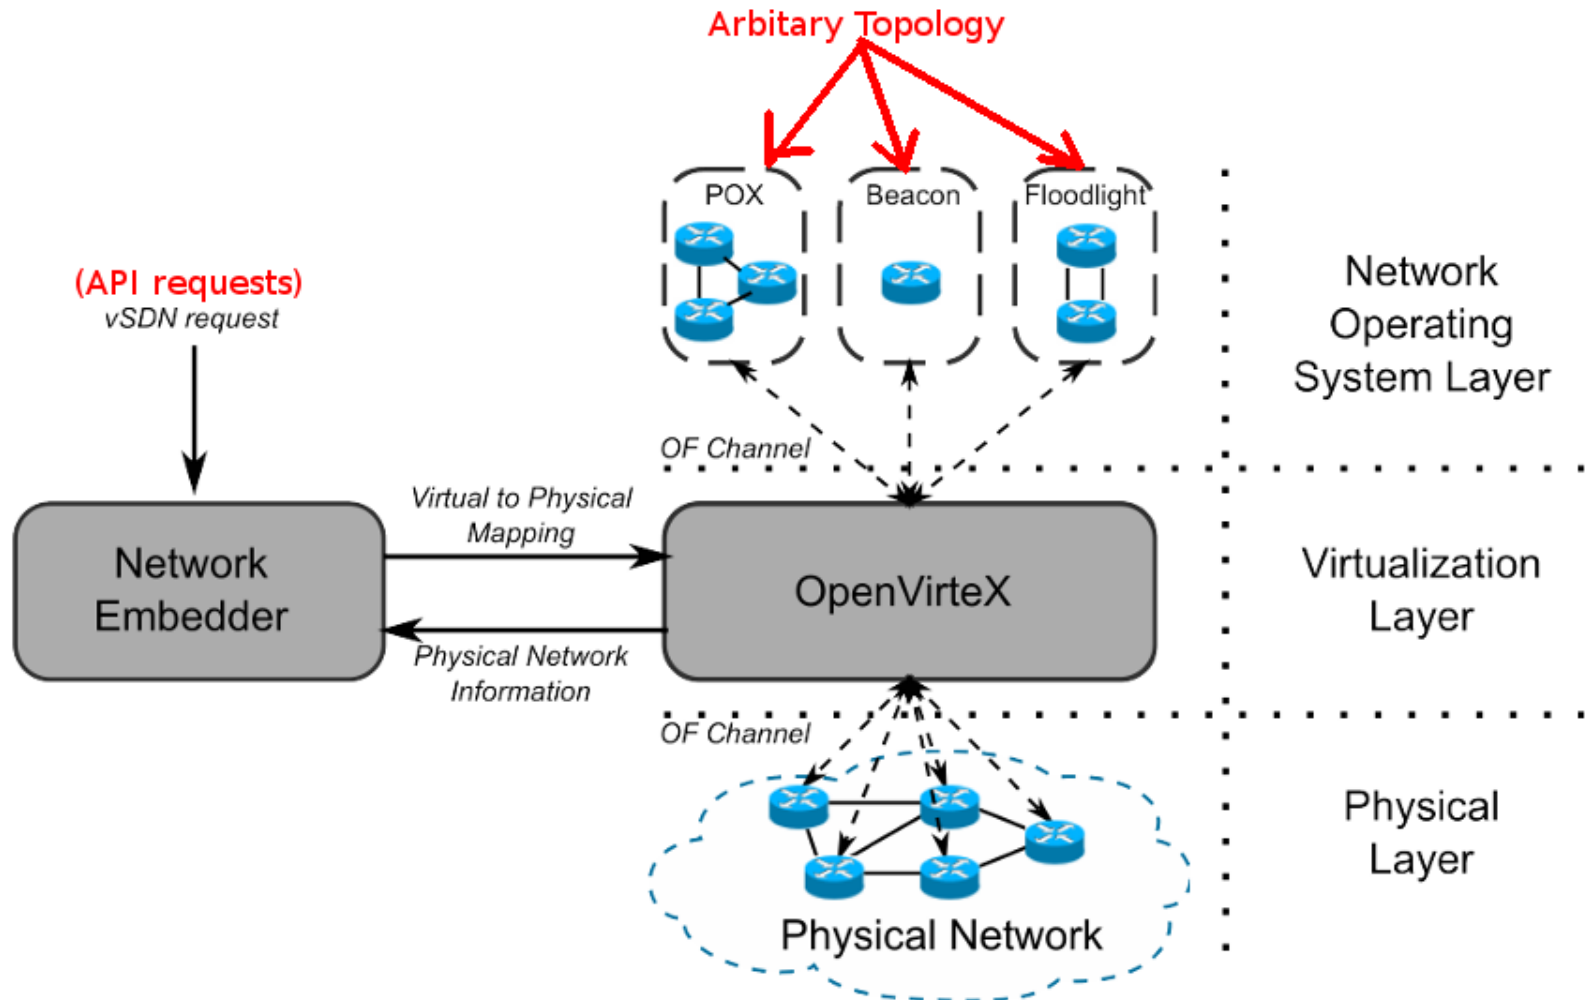 Arbitary Topology
POX
Beacon
Floodlight
(API requests)
vSDN request
Network
Operating
System Layer
OF Channel
Virtual to Physical
Mapping
Network
Embedder
OpenVirteX
Virtualization
Layer
Physical Network
Information
OF Channel
Physical
Layer
Physical Network